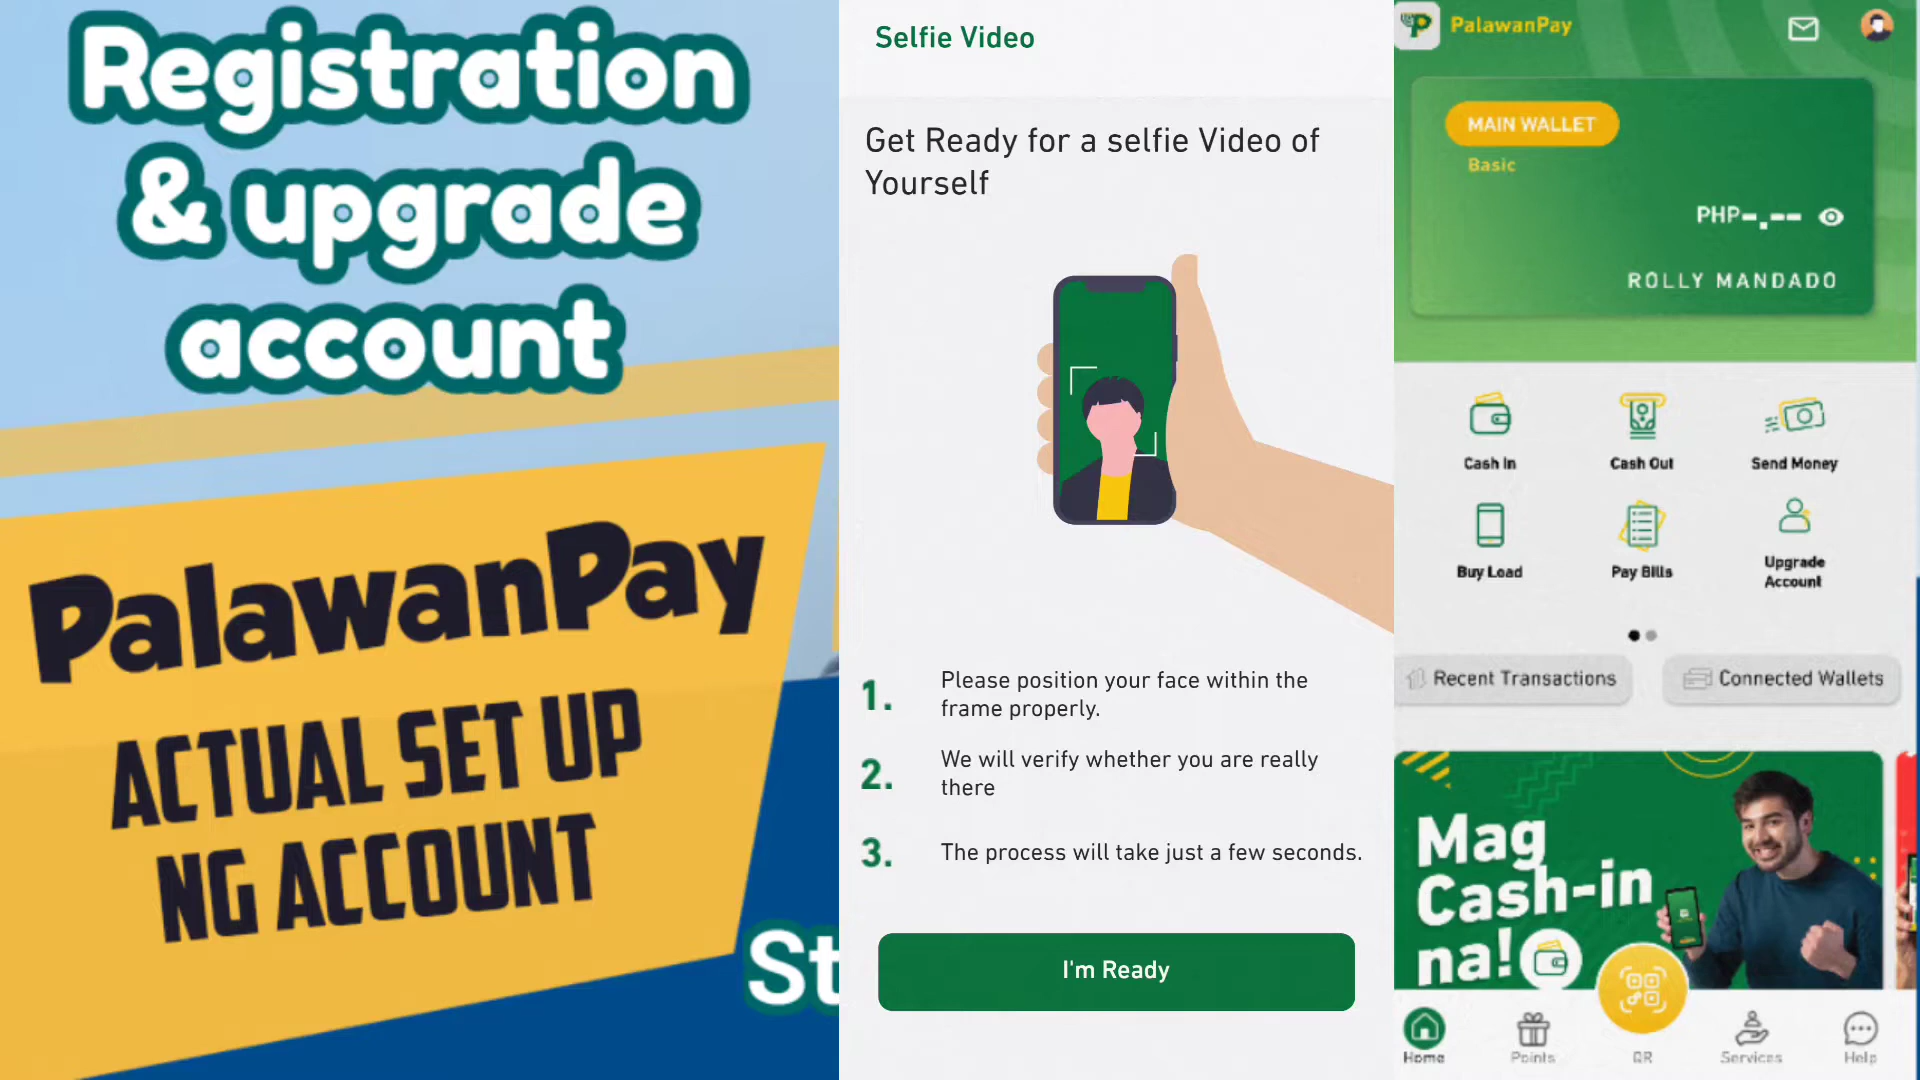 Registration
& upgrade
account
PalawanPay
ACTUAL SET UP
NG ACCOUNT
St
Selfie Video
Get Ready for a selfie Video of
Yourself
1. Please position your face within the
frame properly.
2. We will verify whether you are really
there
3. The process will take just a few seconds.
I'm Ready
PalawanPay
MAIN WALLET
Basic
PHP-.--
ROLLY MANDADO
Cash In
Cash Out
Send Money
Buy Load
Pay Bills
Upgrade
Account
Recent Transactions
Connected Wallets
Mag
Cash-in
na!
Home
Points
QR
Services
Help